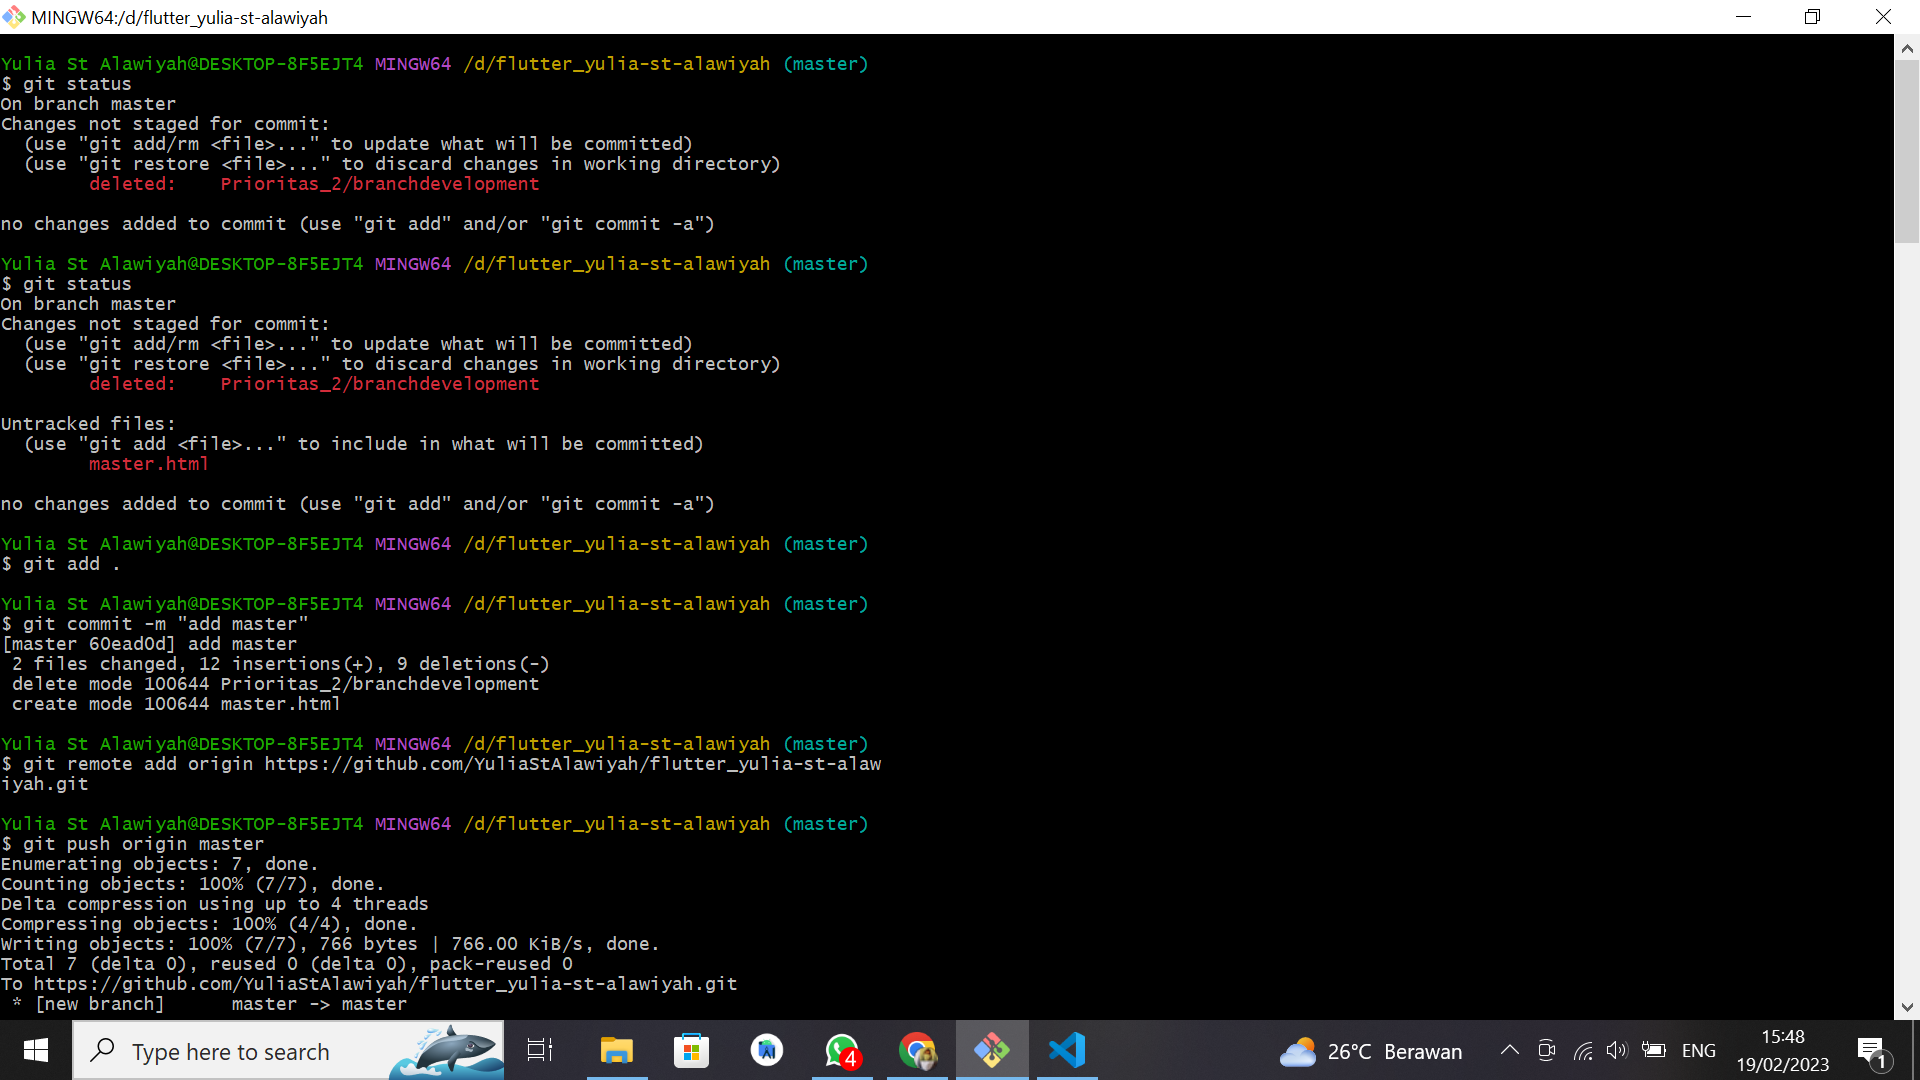 MINGW64:/d/flutter_yulia-st-alawiyah
Yulia St Alawiyah@DESKTOP-8F5EJT4 MINGW64 /d/flutter_yulia-st-alawiyah (master)
$ git status
On branch master
Changes not staged for commit:
  (use "git add/rm <file>..." to update what will be committed)
  (use "git restore <file>..." to discard changes in working directory)
        deleted:    Prioritas_2/branchdevelopment
no changes added to commit (use "git add" and/or "git commit -a")
Yulia St Alawiyah@DESKTOP-8F5EJT4 MINGW64 /d/flutter_yulia-st-alawiyah (master)
$ git status
On branch master
Changes not staged for commit:
  (use "git add/rm <file>..." to update what will be committed)
  (use "git restore <file>..." to discard changes in working directory)
        deleted:    Prioritas_2/branchdevelopment
Untracked files:
  (use "git add <file>..." to include in what will be committed)
        master.html
no changes added to commit (use "git add" and/or "git commit -a")
Yulia St Alawiyah@DESKTOP-8F5EJT4 MINGW64 /d/flutter_yulia-st-alawiyah (master)
$ git add .
Yulia St Alawiyah@DESKTOP-8F5EJT4 MINGW64 /d/flutter_yulia-st-alawiyah (master)
$ git commit -m "add master"
[master 60ead0d] add master
 2 files changed, 12 insertions(+), 9 deletions(-)
 delete mode 100644 Prioritas_2/branchdevelopment
 create mode 100644 master.html
Yulia St Alawiyah@DESKTOP-8F5EJT4 MINGW64 /d/flutter_yulia-st-alawiyah (master)
$ git remote add origin https://github.com/YuliaStAlawiyah/flutter_yulia-st-alaw
iyah.git
Yulia St Alawiyah@DESKTOP-8F5EJT4 MINGW64 /d/flutter_yulia-st-alawiyah (master)
$ git push origin master
Enumerating objects: 7, done.
Counting objects: 100% (7/7), done.
Delta compression using up to 4 threads
Compressing objects: 100% (4/4), done.
Writing objects: 100% (7/7), 766 bytes | 766.00 KiB/s, done.
Total 7 (delta 0), reused 0 (delta 0), pack-reused 0
To https://github.com/YuliaStAlawiyah/flutter_yulia-st-alawiyah.git
 * [new branch]      master -> master
Type here to search
4
26°C Berawan
ENG
15:48
19/02/2023
1